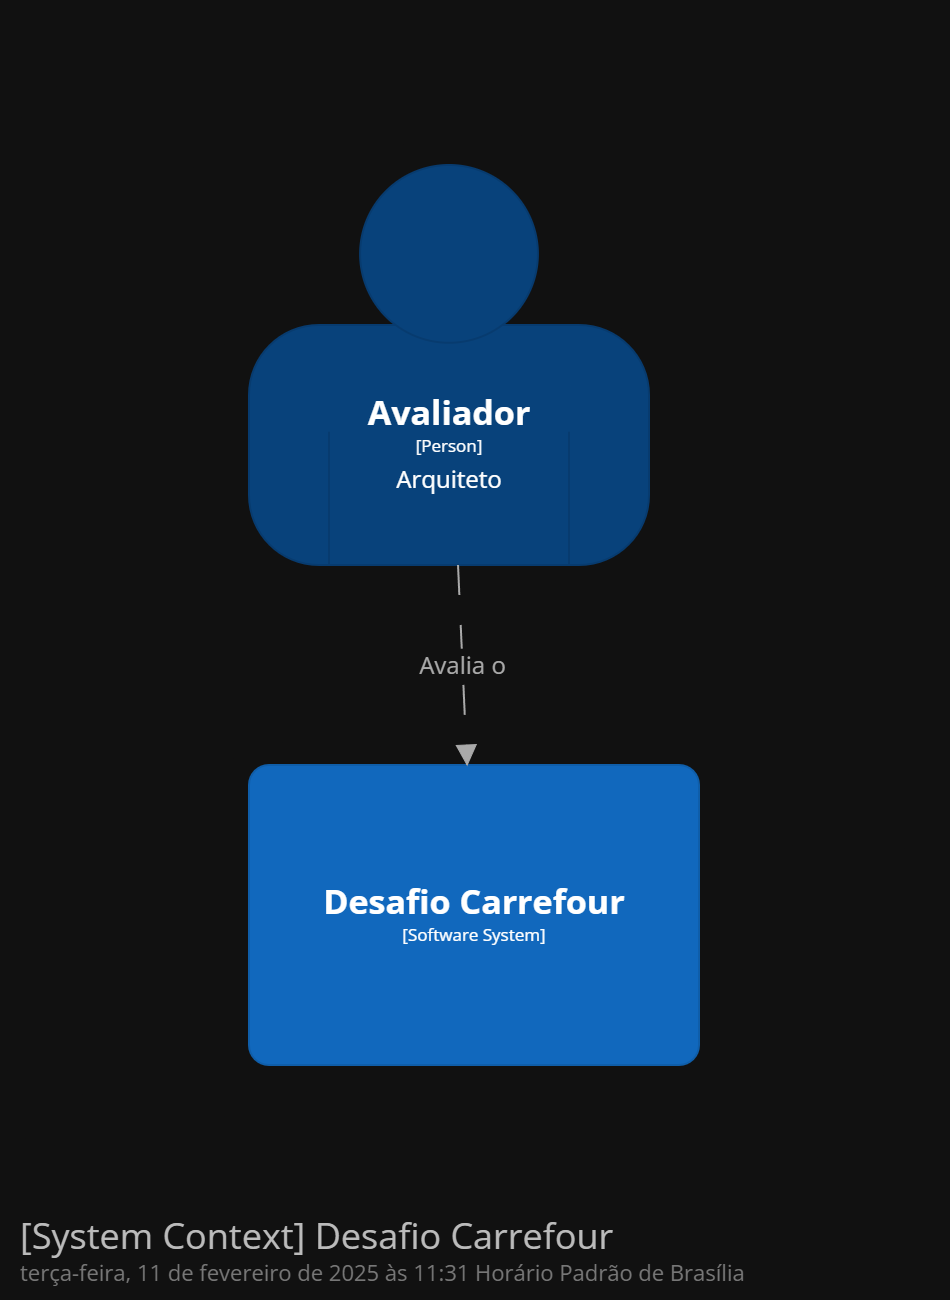 Avaliador
[Person]
Arquiteto
Avalia o
Desafio Carrefour
[Software System]
[System Context] Desafio Carrefour
terça-feira, 11 de fevereiro de 2025 às 11:31 Horário Padrão de Brasília